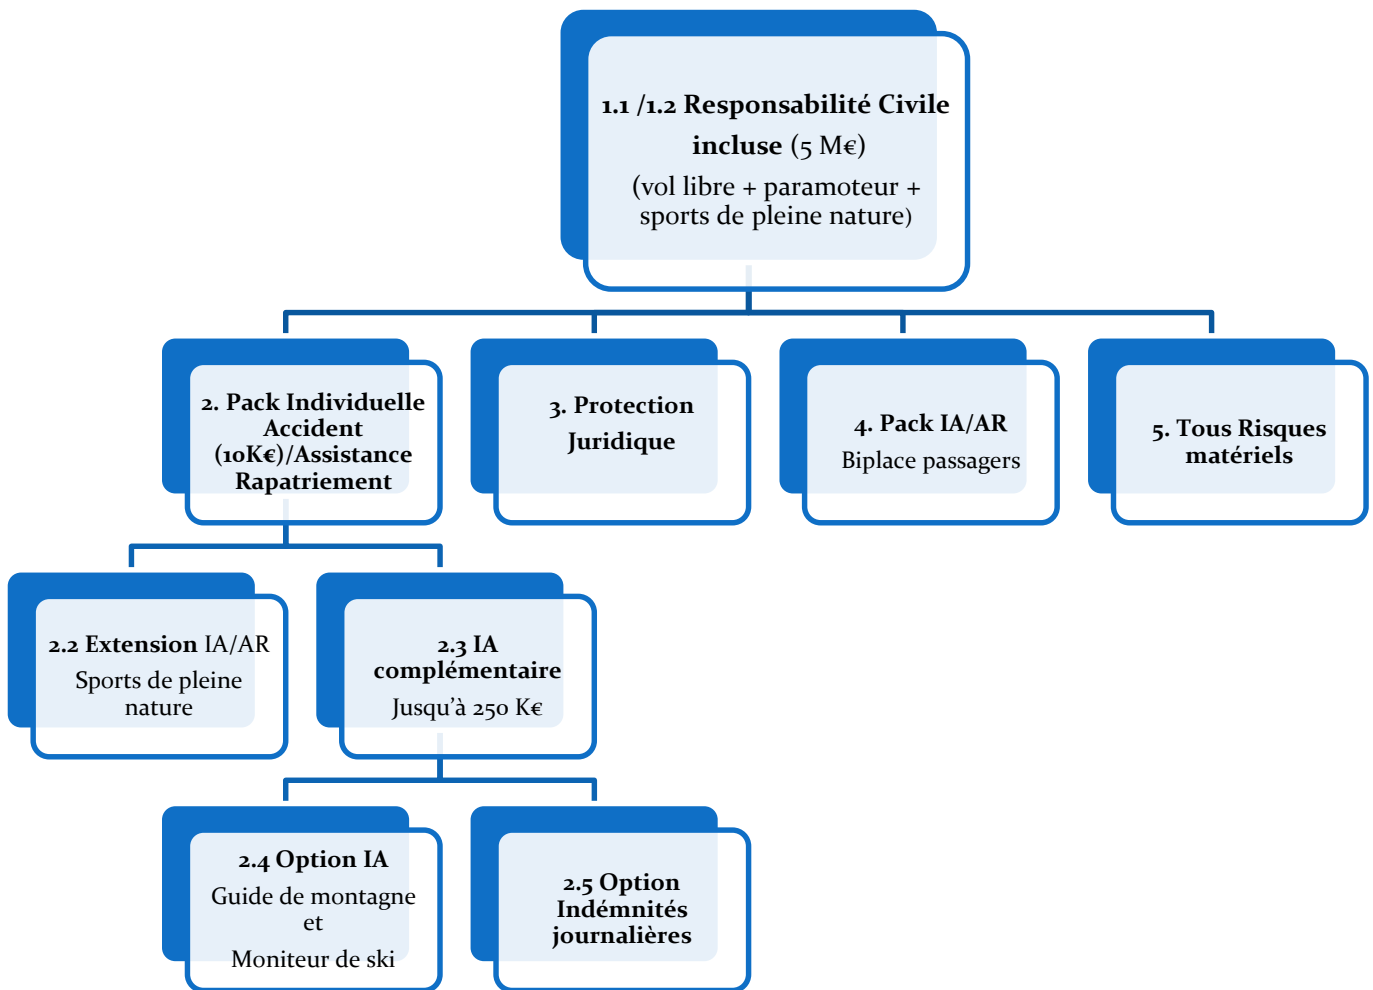 1.1 /1.2 Responsabilité Civile
incluse (5 M€)
(vol libre + paramoteur +
sports de pleine nature)
2. Pack Individuelle
Accident
(10K€)/Assistance
Rapatriement
3. Protection
Juridique
4. Pack IA/AR
Biplace passagers
5. Tous Risques
matériels
2.2 Extension IA/AR
Sports de pleine
nature
2.3 IA
complémentaire
Jusqu’à 250 K€
2.4 Option IA
Guide de montagne
et
Moniteur de ski
2.5 Option
Indémnités
journalières